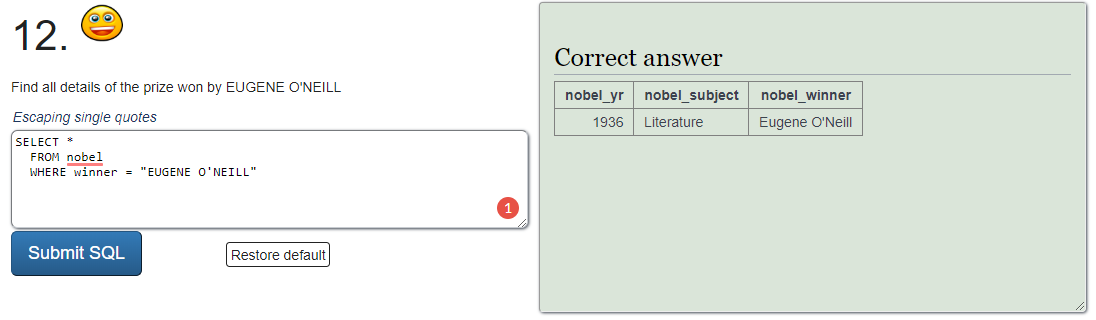 12.
Find all details of the prize won by EUGENE O'NEILL
Escaping single quotes
SELECT *
FROM nobel
WHERE winner = "EUGENE O'NEILL"
1
Submit SQL
Restore default
Correct answer
nobel_yr nobel_subject nobel_winner
1936 Literature Eugene O'Neill